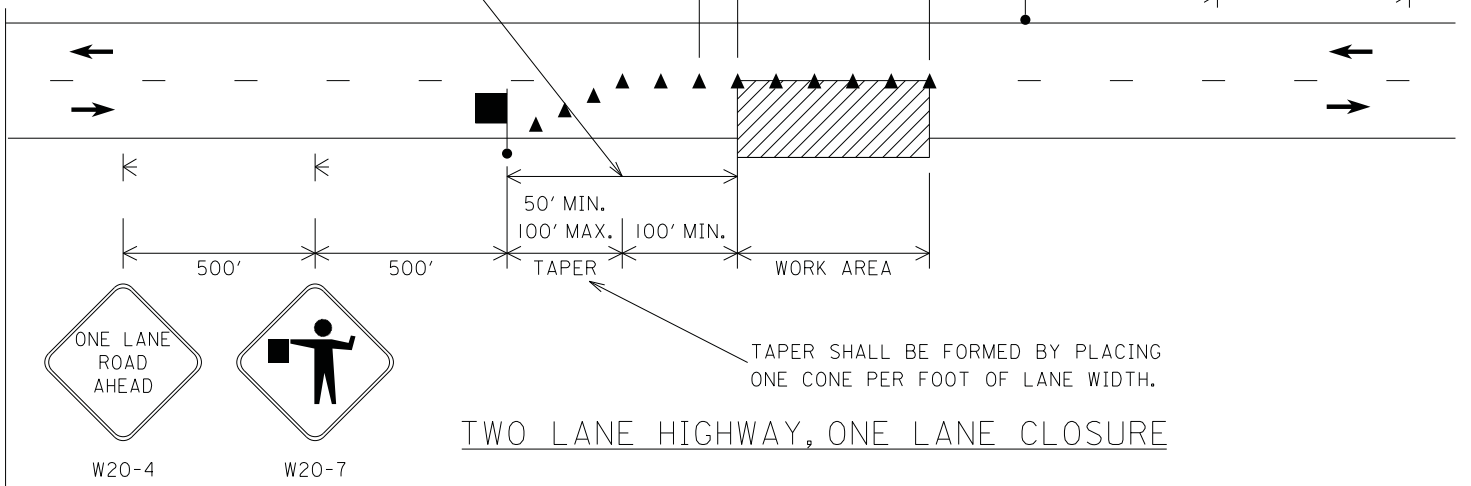 50' MIN.
100' MAX.
100' MIN.
500'
500'
TAPER
WORK AREA
ONE LANE
ROAD
AHEAD
TAPER SHALL BE FORMED BY PLACING
ONE CONE PER FOOT OF LANE WIDTH.
TWO LANE HIGHWAY, ONE LANE CLOSURE
W20-4
W20-7